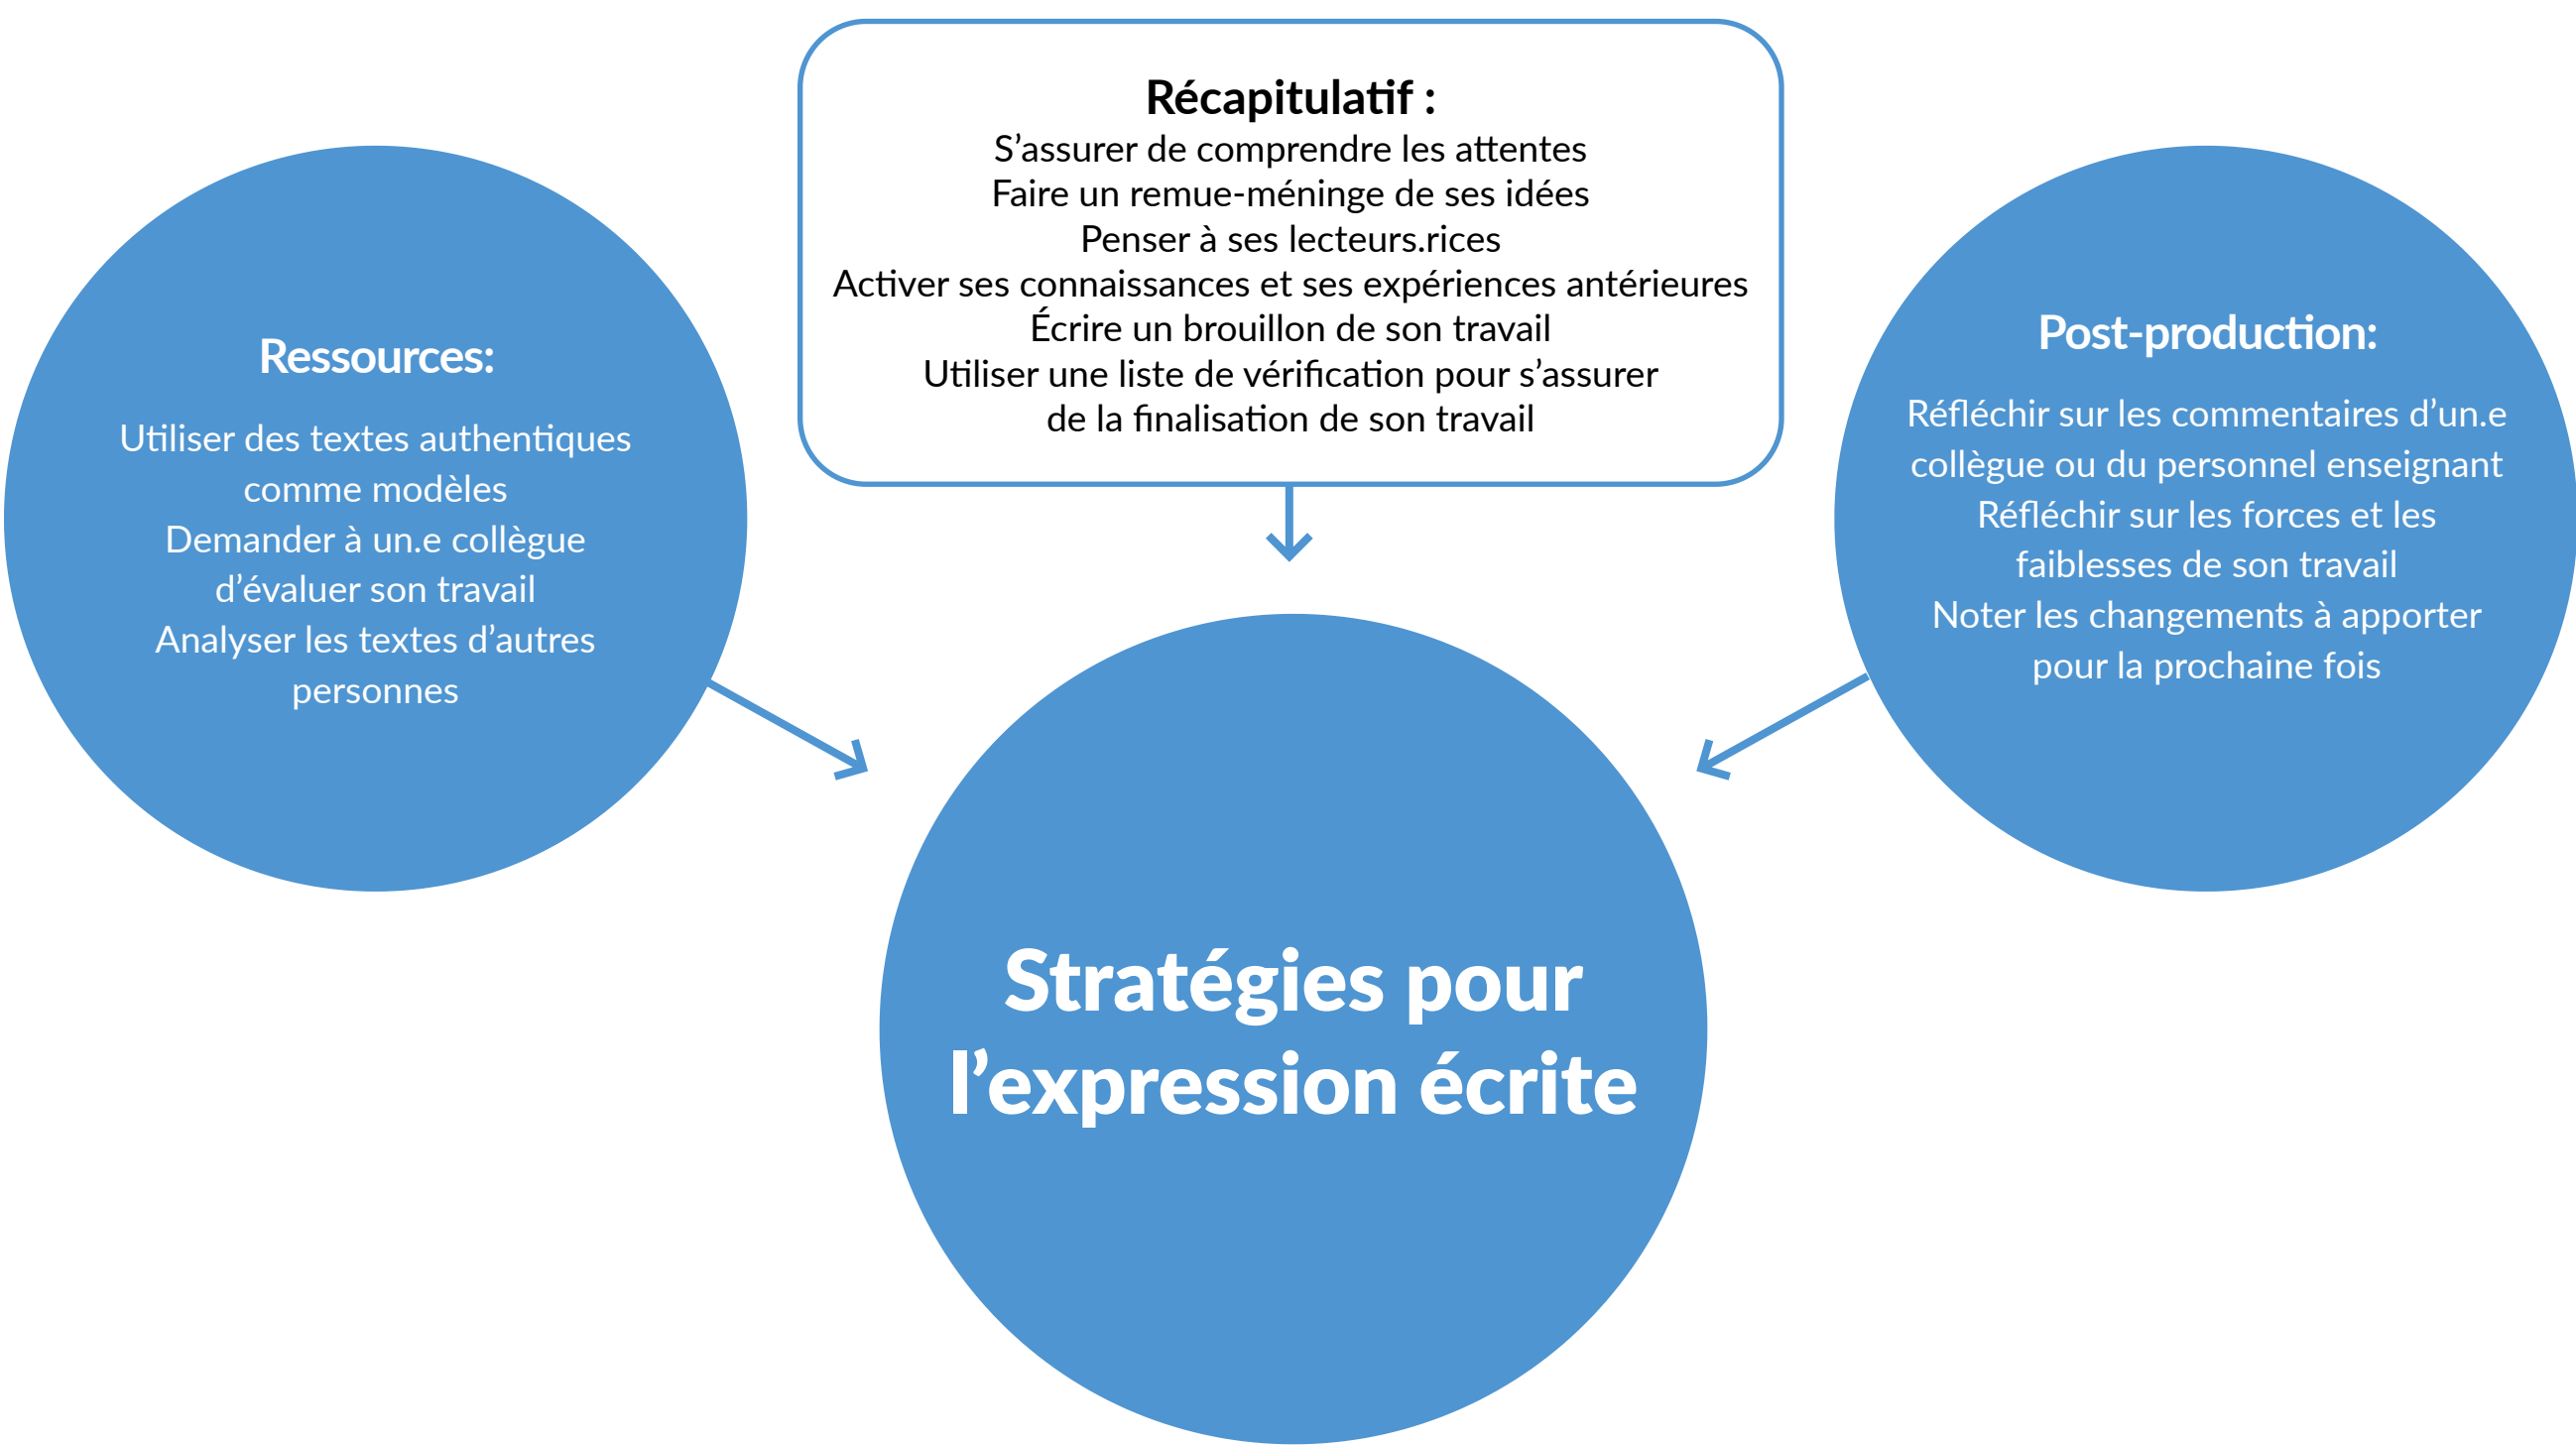 Récapitulatif :
S’assurer de comprendre les attentes
Faire un remue-méninge de ses idées
Penser à ses lecteurs.rices
Activer ses connaissances et ses expériences antérieures
Écrire un brouillon de son travail
Utiliser une liste de vérification pour s’assurer
de la finalisation de son travail
Ressources:
Utiliser des textes authentiques
comme modèles
Demander à un.e collègue
d’évaluer son travail
Analyser les textes d’autres
personnes
Post-production:
Réfléchir sur les commentaires d’un.e
collègue ou du personnel enseignant
Réfléchir sur les forces et les
faiblesses de son travail
Noter les changements à apporter
pour la prochaine fois
Stratégies pour
l’expression écrite